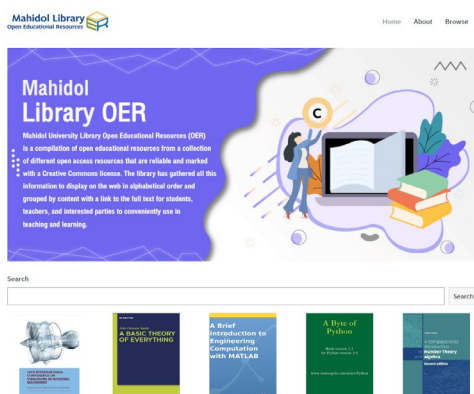 Mahidol Library
Open Educational Resources
Home About Browse
Mahidol
Library OER
Mahidol University Library Open Educational Resources (OER)
is a compilation of open educational resources from a collection
of different open access resources that are reliable and marked
with a Creative Commons license. The library has gathered all this
information to display on the web in alphabetical order and
grouped by content with a link to the full text for students,
teachers, and interested parties to conveniently use in
teaching and learning.
C
Search
Search
A BASIC THEORY
OF EVERYTHING
A Brief
Introduction to
Engineering
Computation
with MATLAB
A Byte of
Python
A Computational
Introduction
to Number Theory
Algebra
Second edition